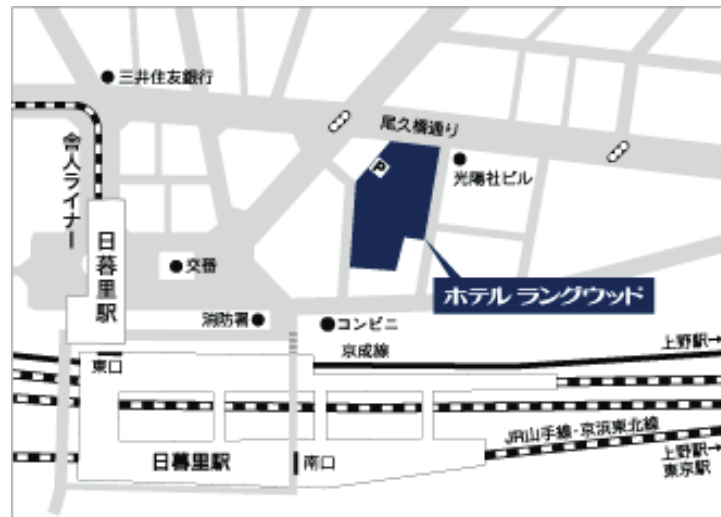 三井住友銀行
尾久橋通り
P
光陽社ビル
舎人ライナー
日暮里駅
交番
ホテル ラングウッド
消防署
コンビニ
京成線
上野駅→
東口
JR山手線・京浜東北線
日暮里駅
南口
上野駅→
東京駅